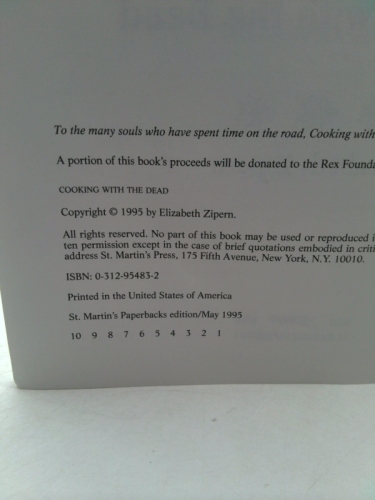 To the many souls who have spent time on the road, Cooking with
A portion of this book's proceeds will be donated to the Rex Founda
COOKING WITH THE DEAD
Copyright © 1995 by Elizabeth Zipern.
All rights reserved. No part of this book may be used or reproduced i
ten permission except in the case of brief quotations embodied in criti
address St. Martin's Press, 175 Fifth Avenue, New York, N.Y. 10010.
ISBN: 0-312-95483-2
Printed in the United States of America
St. Martin's Paperbacks edition/May 1995
10 9 8 7 6 5 4 3 2 1